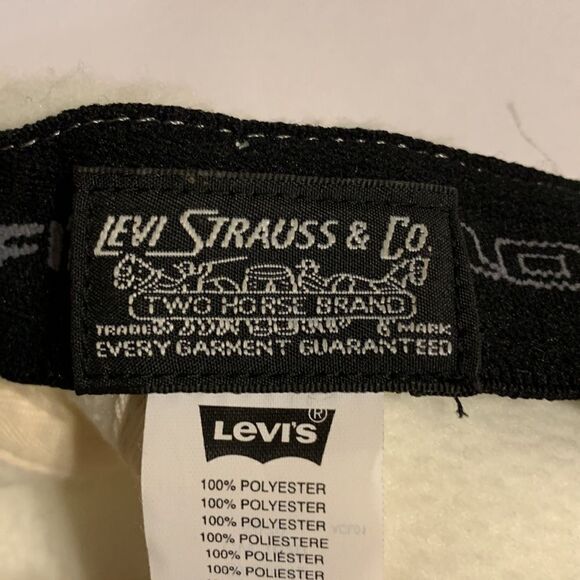 LEVI STRAUSS & CO.
TWO HORSE BRAND
TRADE MARK
EVERY GARMENT GUARANTEED
LEVI'S ®
100% POLYESTER
100% POLYESTER
100% POLYESTER
100% POLIESTERE
100% POLIÉSTER
100% POLIÉSTER